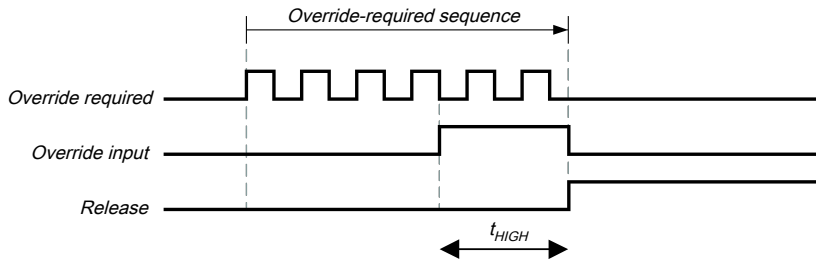 Override-required sequence
Override required
Override input
Release
tHIGH